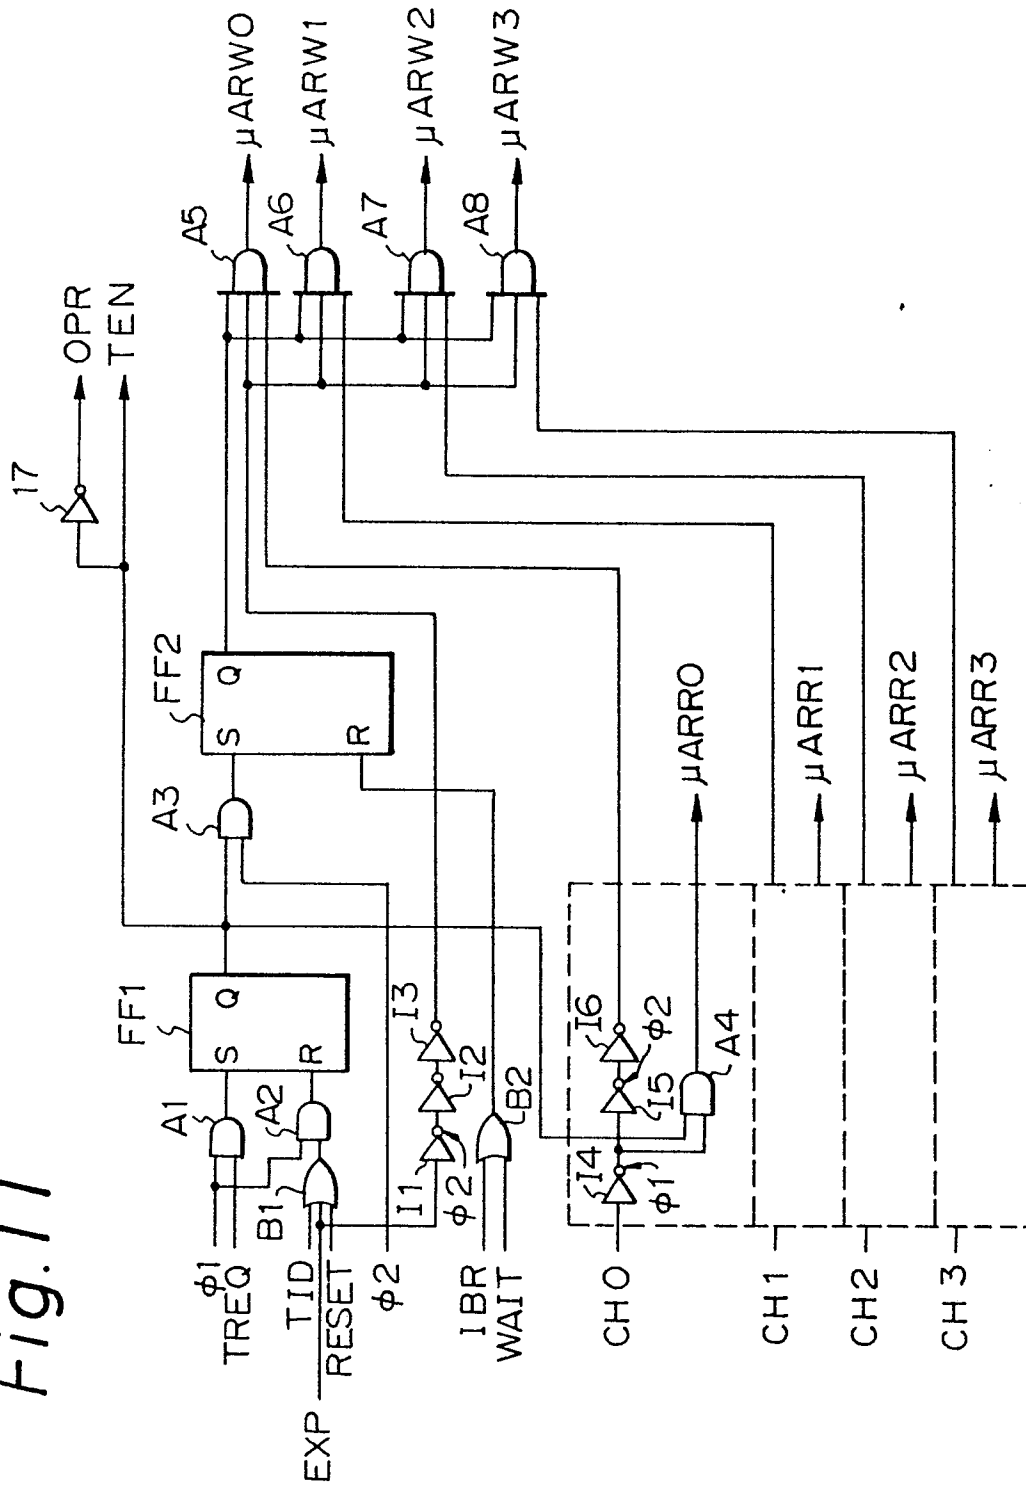 Fig. 11
φ1
TREQ
TID
EXP
RESET
φ2
IBR
WAIT
CH0
CH1
CH2
CH3
A1
A2
B1
I1
φ2
I2
I3
B2
I4
φ1
I5
φ2
I6
A4
FF1
S
Q
R
A3
FF2
S
Q
R
17
OPR
TEN
μARR0
μARR1
μARR2
μARR3
A5
A6
A7
A8
μARW0
μARW1
μARW2
μARW3